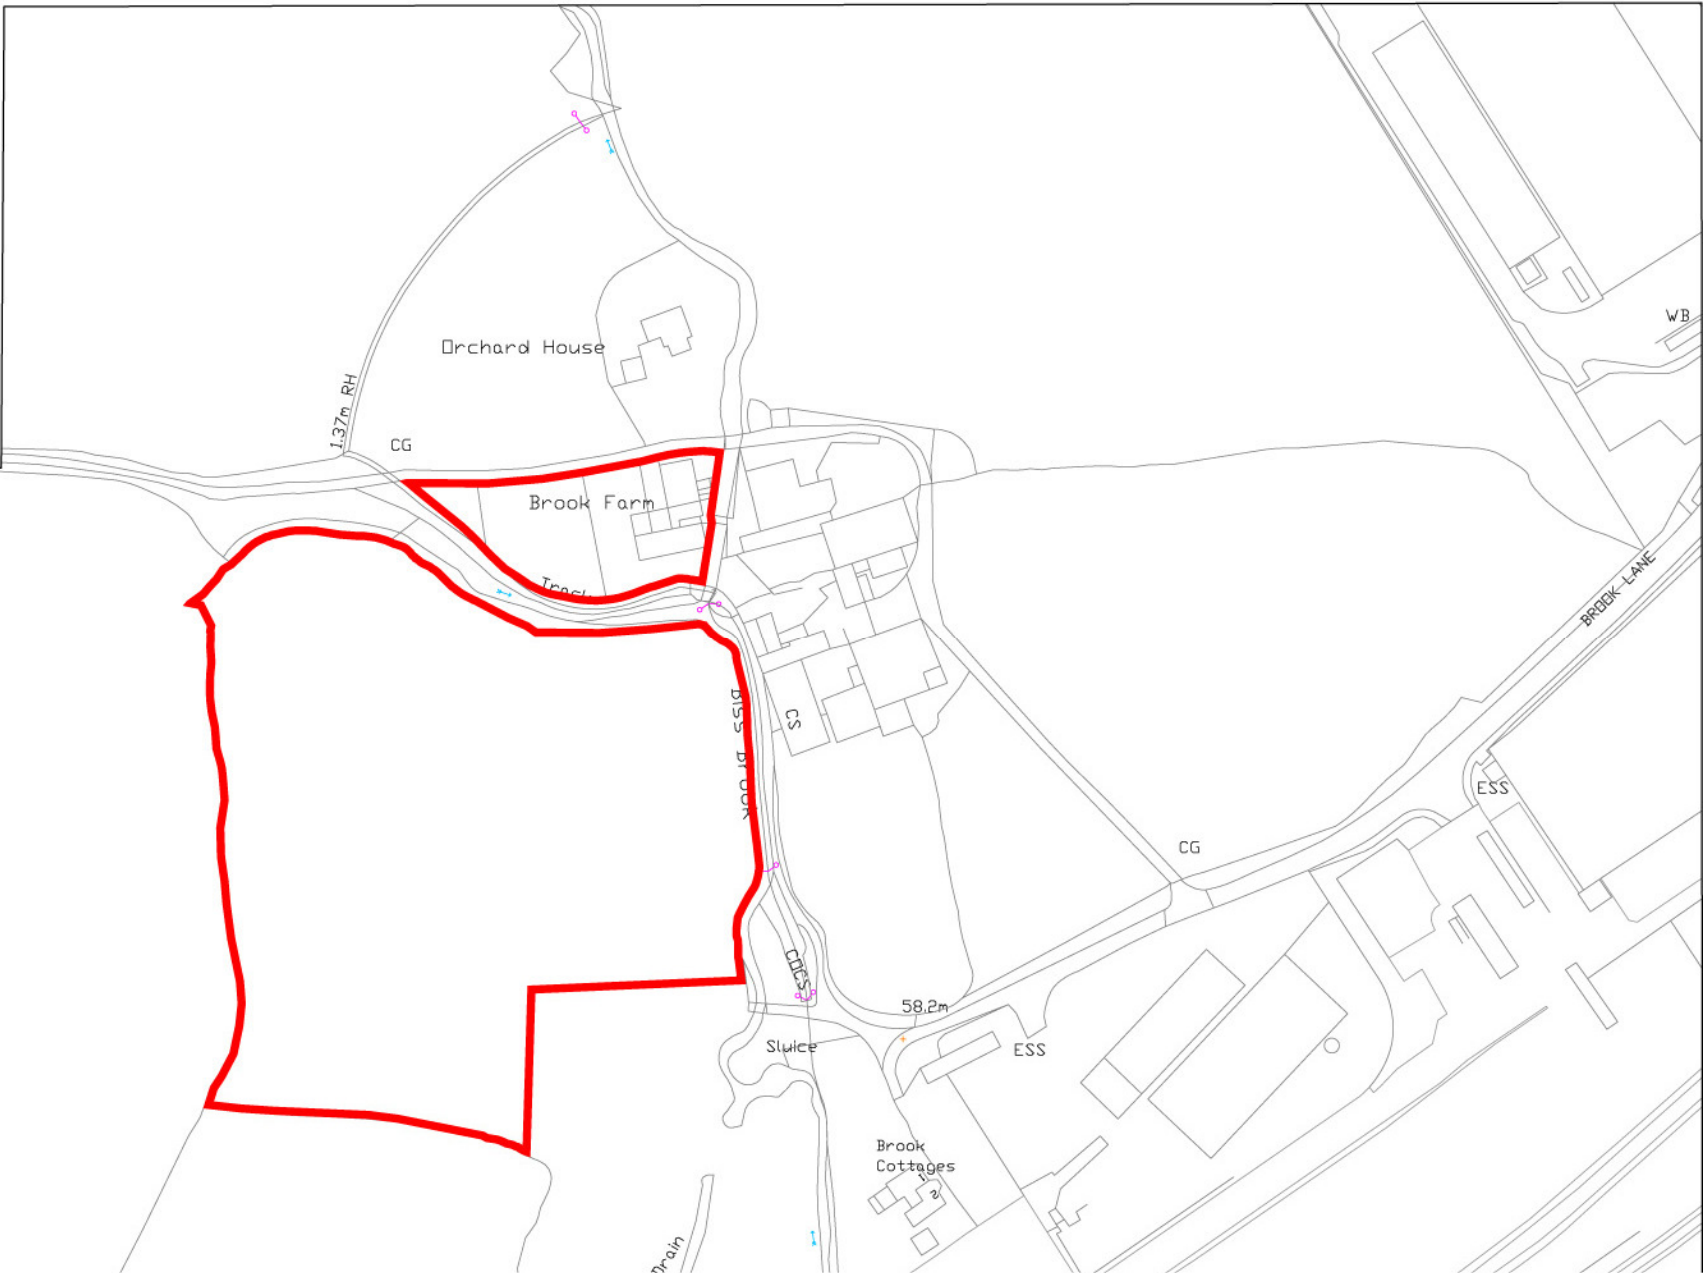 WB
Orchard House
1.37m RH
CG
Brook Farm
Track
BROOK LANE
Biss Brook
CS
ESS
CG
COCS
58.2m
Sluice
ESS
Brook
Cottages
1
2
Drain